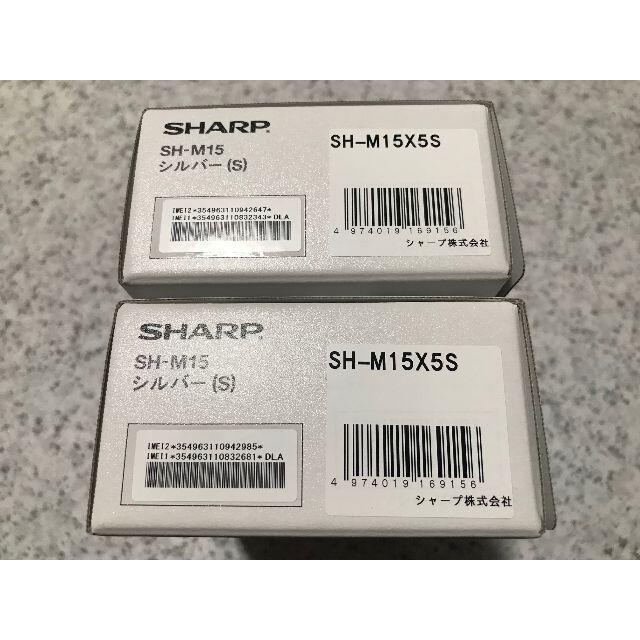 SHARP
SH-M15
シルバー(S)
IMEI2*354963110942647*
IMEI1*354963110832343*DLA
SH-M15X5S
4 974019 169156
シャープ株式会社
SHARP
SH-M15
シルバー(S)
IMEI2*354963110942985*
IMEI1*354963110832681*DLA
SH-M15X5S
4 974019 169156
シャープ株式会社